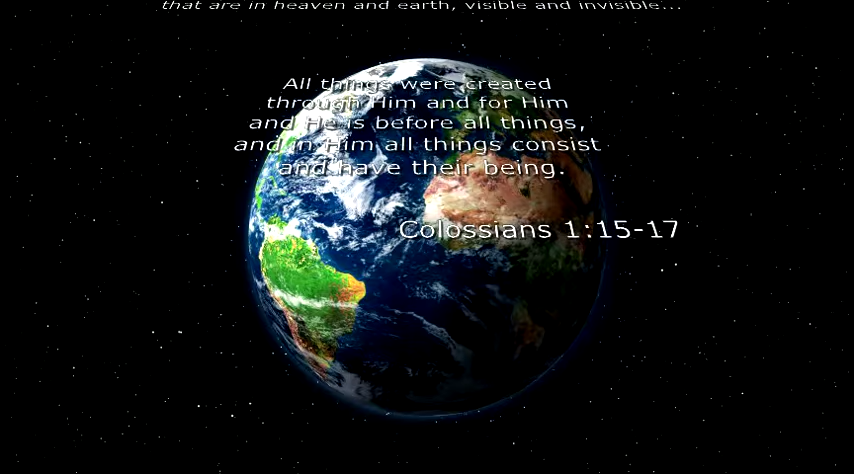 that are in heaven and earth, visible and invisible...
All things were created
through Him and for Him
and He is before all things,
and in Him all things consist
and have their being.
Colossians 1:15-17